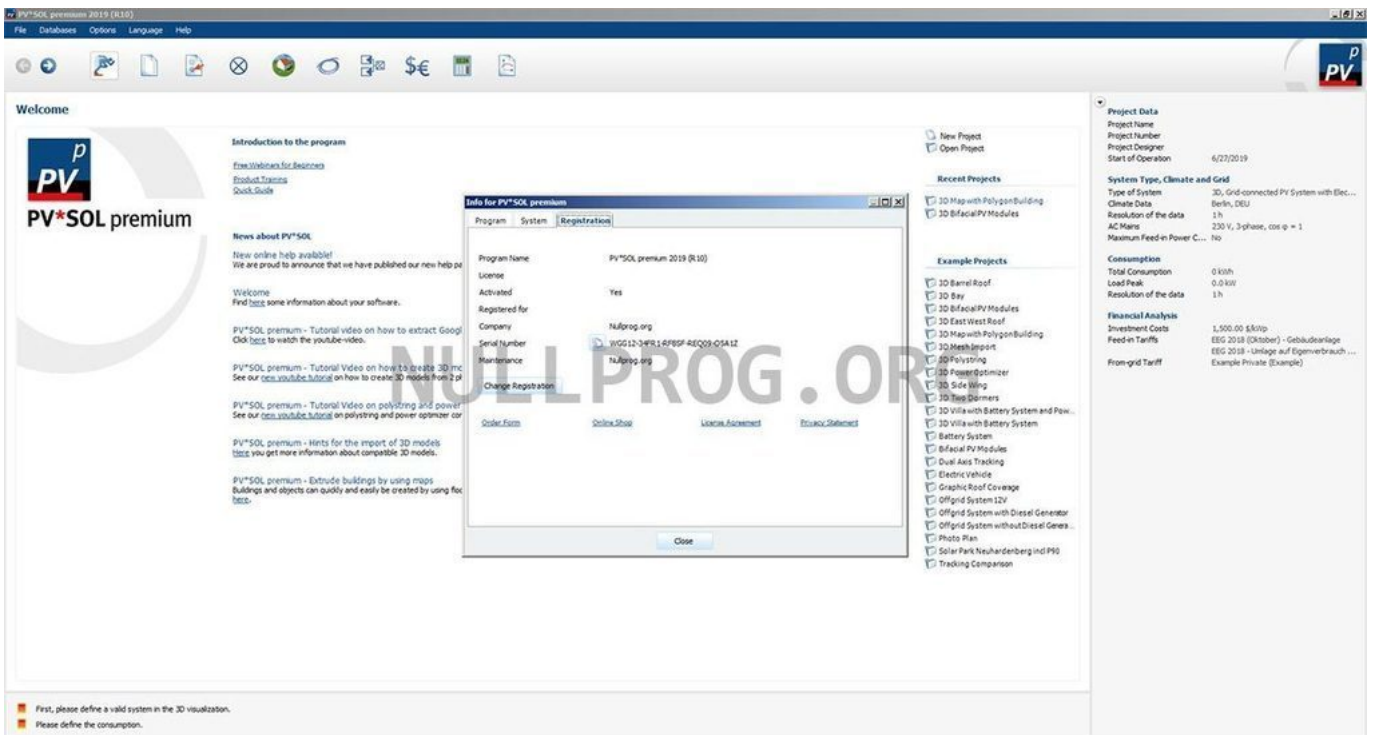 PV*SOL premium 2019 (R10)
File Databases Options Language Help
Welcome
p
PV
PV*SOL premium
Introduction to the program
Free Webinars for Beginners
Product Training
Quick Guide
News about PV*SOL
New online help available!
We are proud to announce that we have published our new help pa
Welcome
Find here some information about your software.
PV*SOL premium - Tutorial video on how to extract Googl
Click here to watch the youtube-video.
PV*SOL premium - Tutorial video on how to create 3D mo
See our new youtube tutorial on how to create 3D models from 2 pl
PV*SOL premium - Tutorial Video on polystring and power
See our new youtube tutorial on polystring and power optimizer cor
PV*SOL premium - Hints for the import of 3D models
Here you get more information about compatible 3D models.
PV*SOL premium - Extrude buildings by using maps
Buildings and objects can quickly and easily be created by using floo
here.
Info for PV*SOL premium
Program System Registration
Program Name PV*SOL premium 2019 (R10)
License
Activated Yes
Registered for
Company Nullprog.org
Serial Number
Maintenance Nullprog.org
Change Registration
Order Form Online Shop License Agreement Privacy Statement
Close
NULLPROG.ORG
New Project
Open Project
Recent Projects
3D Map with Polygon Building
3D Bifacial PV Modules
Example Projects
3D Barrel Roof
3D Bay
3D Bifacial PV Modules
3D East West Roof
3D Map with Polygon Building
3D Mesh Import
3D Polystring
3D Power Optimizer
3D Side Wing
3D Two Dormers
3D Villa with Battery System and Pow...
3D Villa with Battery System
Battery System
Bifacial PV Modules
Dual Axis Tracking
Electric Vehicle
Graphic Roof Coverage
Offgrid System 12V
Offgrid System with Diesel Generator
Offgrid System without Diesel Genera...
Photo Plan
Solar Park Neuhardenberg incl P90
Tracking Comparison
p
PV
Project Data
Project Name
Project Number
Project Designer
Start of Operation 6/27/2019
System Type, Climate and Grid
Type of System 3D, Grid-connected PV System with Elec...
Climate Data Berlin, DEU
Resolution of the data 1 h
AC Mains 230 V, 3-phase, cos φ = 1
Maximum Feed-in Power C... No
Consumption
Total Consumption 0 kWh
Load Peak 0.0 kW
Resolution of the data 1 h
Financial Analysis
Investment Costs 1,500.00 $/kWp
Feed-in Tariffs EEG 2018 (Oktober) - Gebäudeanlage
EEG 2018 - Umlage auf Eigenverbrauch ...
From-grid Tariff Example Private (Example)
First, please define a valid system in the 3D visualization.
Please define the consumption.